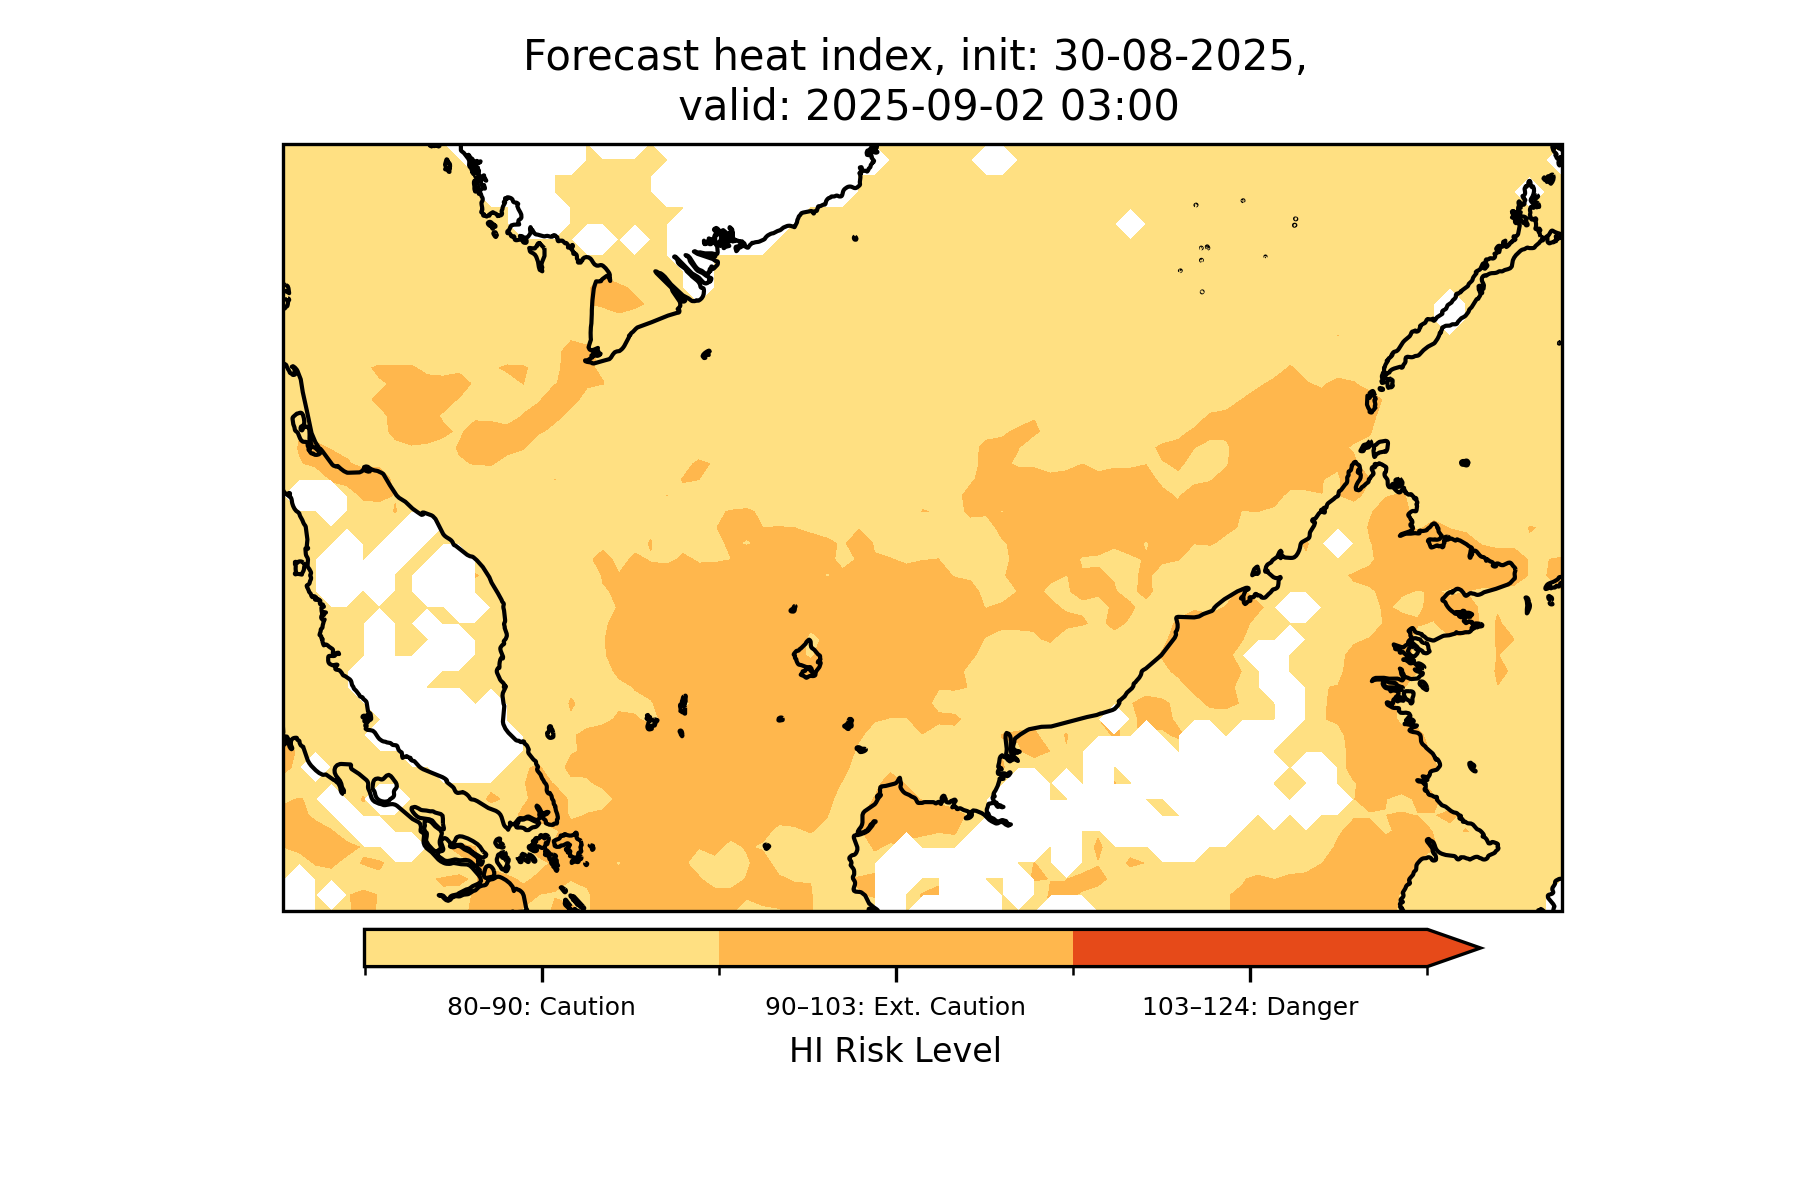 Forecast heat index, init: 30-08-2025,
valid: 2025-09-02 03:00
80–90: Caution
90–103: Ext. Caution
103–124: Danger
HI Risk Level